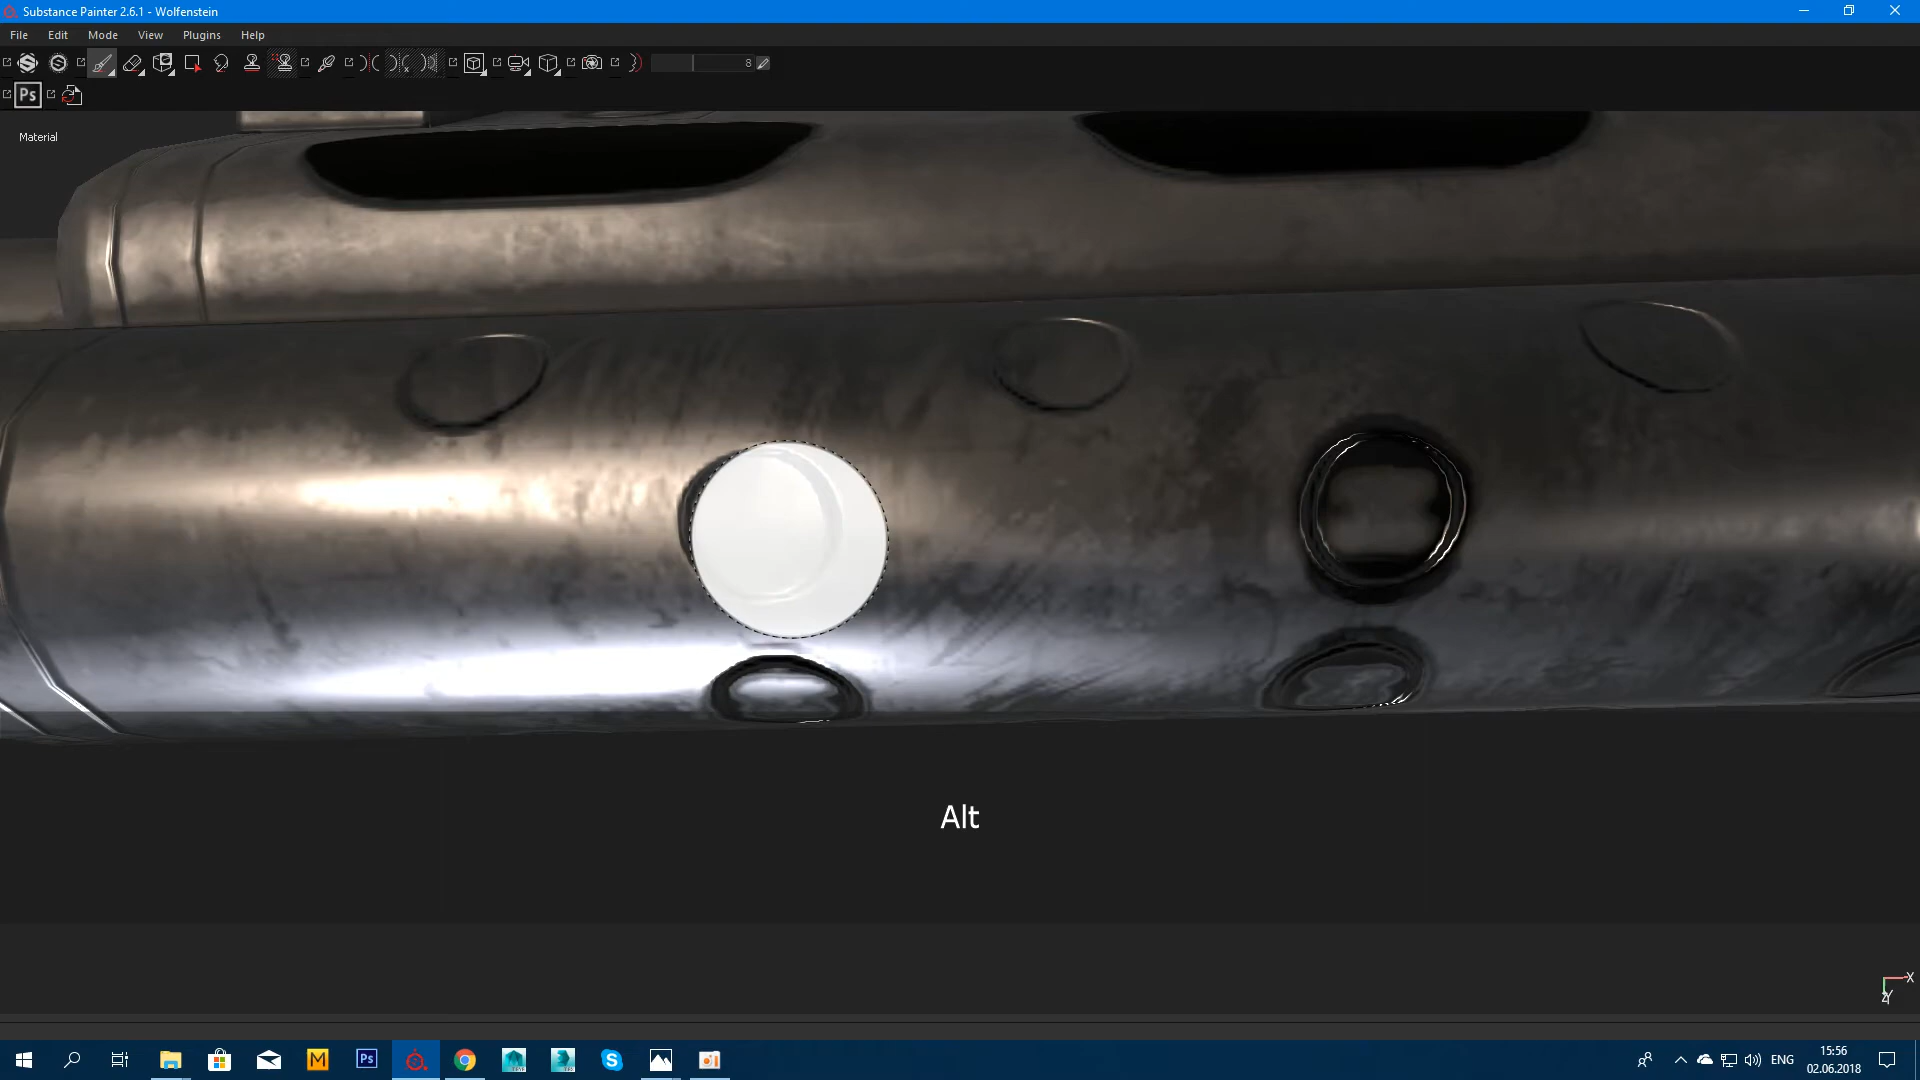 Substance Painter 2.6.1 - Wolfenstein
File Edit Mode View Plugins Help
8
Ps
Material
Alt
X
Y
Z
M
Ps
S
ENG
15:56
02.06.2018